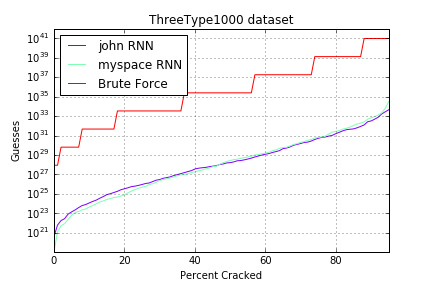 ThreeType1000 dataset
john RNN
myspace RNN
Brute Force
Guesses
10^41
10^39
10^37
10^35
10^33
10^31
10^29
10^27
10^25
10^23
10^21
0 20 40 60 80
Percent Cracked